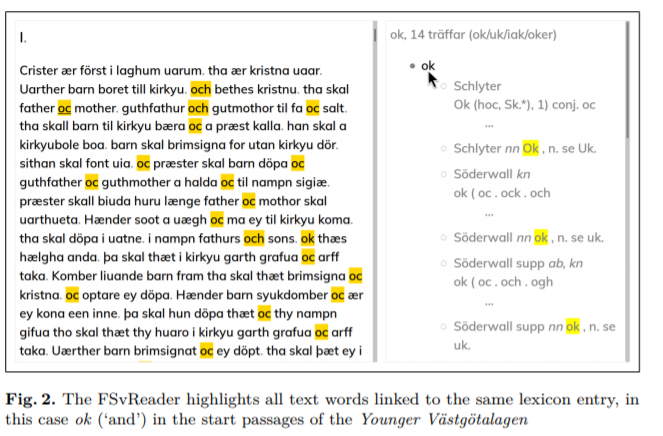 I.
Crister ær först i laghum uarum. tha ær kristna uaar.
Uarther barn boret till kirkyu. och bethes kristnu. tha skal
father oc mother. guthfathur och gutmothor til fa oc salt.
tha skall barn til kirkyu bæra oc a præst kalla. han skal a
kirkyubole boa. barn skal brimsigna for utan kirkyu dör.
sithan skal font uia. oc præster skal barn döpa oc
guthfather oc guthmother a halda oc til nampn sigiæ.
præster skall biuda huru længe father oc mothor skal
uarthueta. Hænder soot a uægh oc ma ey til kirkyu koma.
tha skal döpa i uatne. i nampn fathurs och sons. ok thæs
hælgha anda. þa skal thæt i kirkyu garth grafua oc arff
taka. Komber liuande barn fram tha skal thæt brimsigna oc
kristna. oc optare ey döpa. Hænder barn syukdomber oc ær
ey kona een inne. þa skal hun döpa thæt oc thy nampn
gifua tho skal thæt thy huaro i kirkyu garth grafua oc arff
taka. Uærther barn brimsignat oc ey döpt. tha skal þæt ey i
ok, 14 träffar (ok/uk/iak/oker)
ok
Schlyter
Ok (hoc, Sk.*), 1) conj. oc
...
Schlyter nn Ok , n. se Uk.
Söderwall kn
ok ( oc . ock . och
...
Söderwall nn ok , n. se uk.
Söderwall supp ab, kn
ok ( oc . och . ogh
...
Söderwall supp nn ok , n. se
uk.
Fig. 2. The FSvReader highlights all text words linked to the same lexicon entry, in
this case ok (‘and’) in the start passages of the Younger Västgötalagen